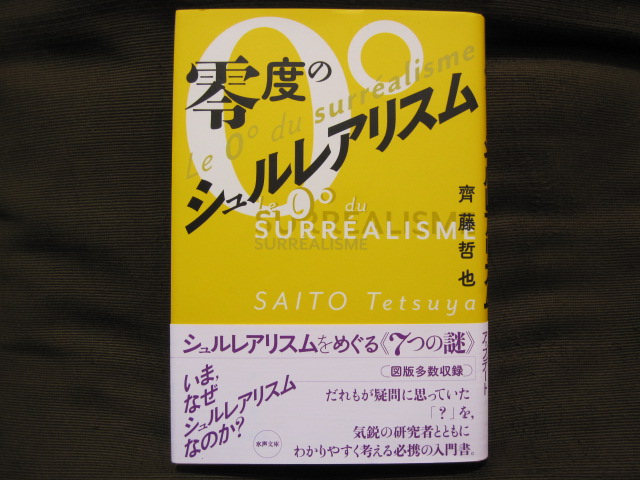 0°
零度の
シュルレアリスム
Le 0° du surréalisme
Le 0° du
SURRÉALISME
SURRÉALISME
SURRÉALISME
齊藤哲也
SAITO Tetsuya
シュルレアリスムをめぐる《7つの謎》
図版多数収録
いま、
なぜ
シュルレアリスム
なのか?
水声文庫
だれもが疑問に思っていた
「?」を、
気鋭の研究者とともに
わかりやすく考える必携の入門書。